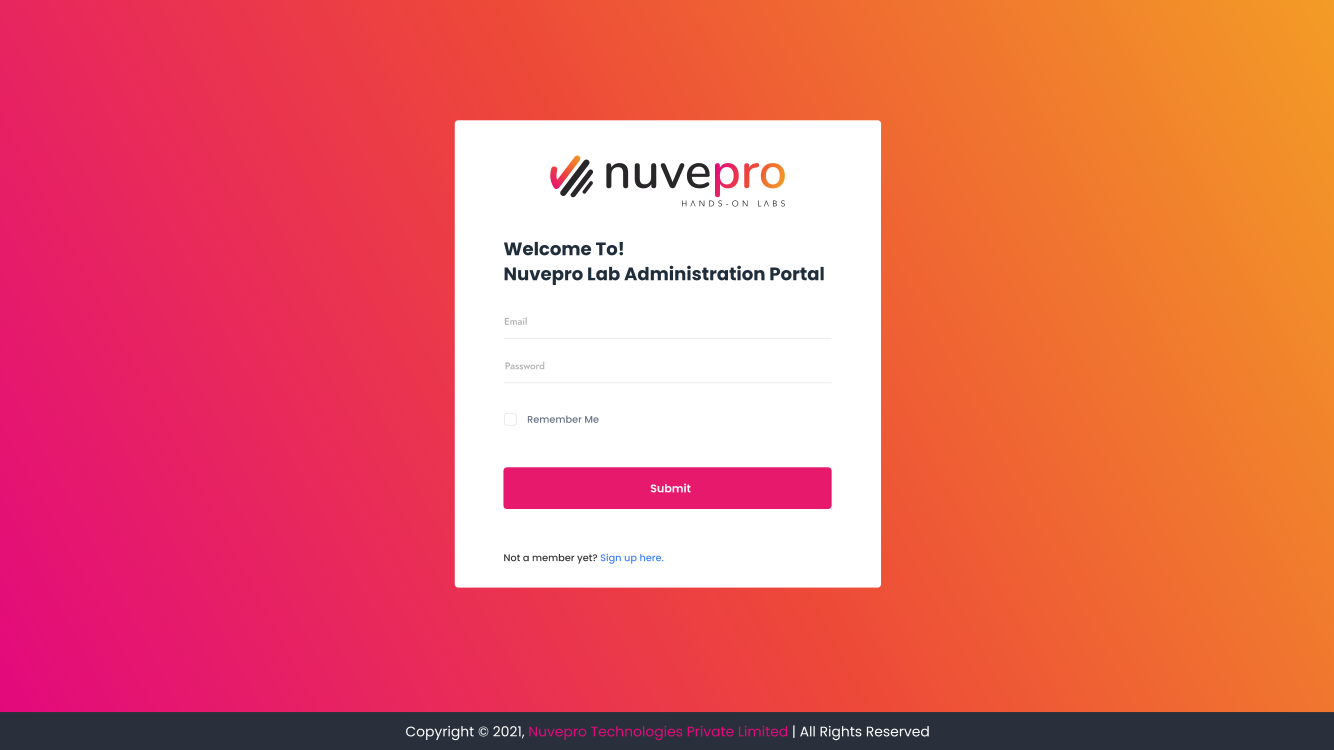 nuvepro
HANDS-ON LABS
Welcome To!
Nuvepro Lab Administration Portal
Email
Password
Remember Me
Submit
Not a member yet? Sign up here.
Copyright © 2021, Nuvepro Technologies Private Limited | All Rights Reserved